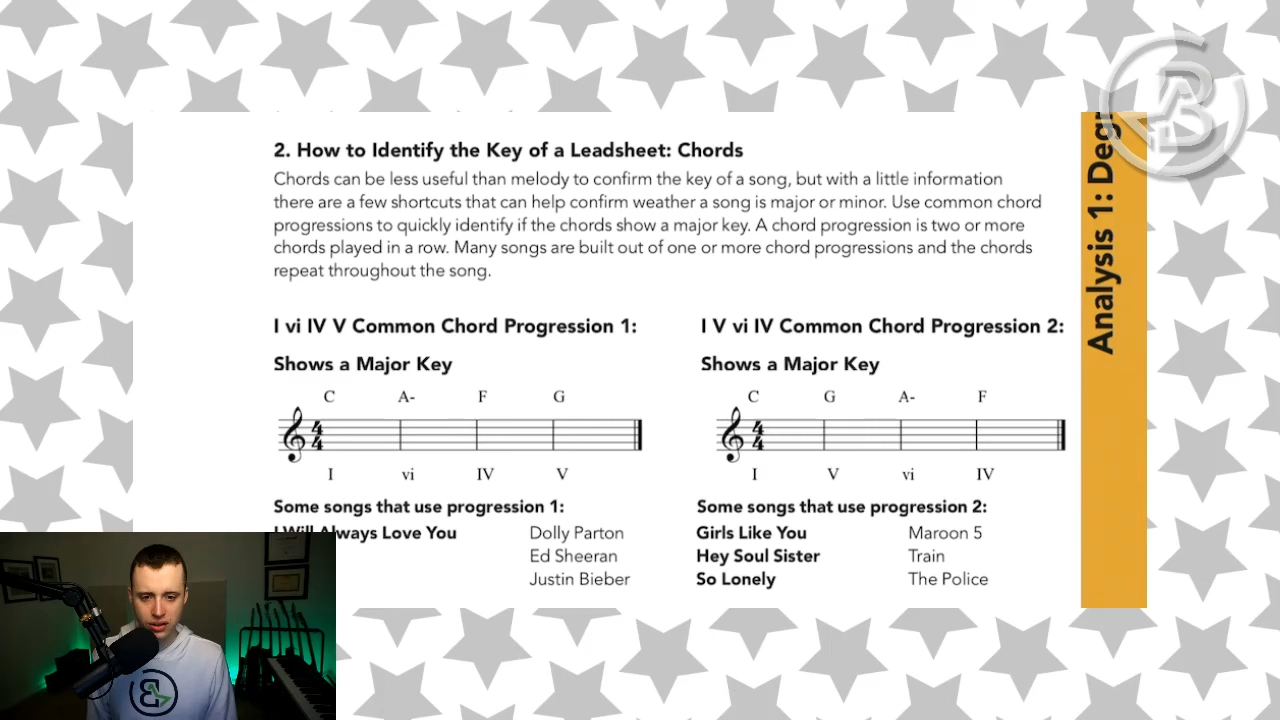 2. How to Identify the Key of a Leadsheet: Chords
Chords can be less useful than melody to confirm the key of a song, but with a little information
there are a few shortcuts that can help confirm weather a song is major or minor. Use common chord
progressions to quickly identify if the chords show a major key. A chord progression is two or more
chords played in a row. Many songs are built out of one or more chord progressions and the chords
repeat throughout the song.
I vi IV V Common Chord Progression 1:
Shows a Major Key
C A- F G
4
4
I vi IV V
Some songs that use progression 1:
I Will Always Love You Dolly Parton
Ed Sheeran
Justin Bieber
I V vi IV Common Chord Progression 2:
Shows a Major Key
C G A- F
4
4
I V vi IV
Some songs that use progression 2:
Girls Like You Maroon 5
Hey Soul Sister Train
So Lonely The Police
Analysis 1: